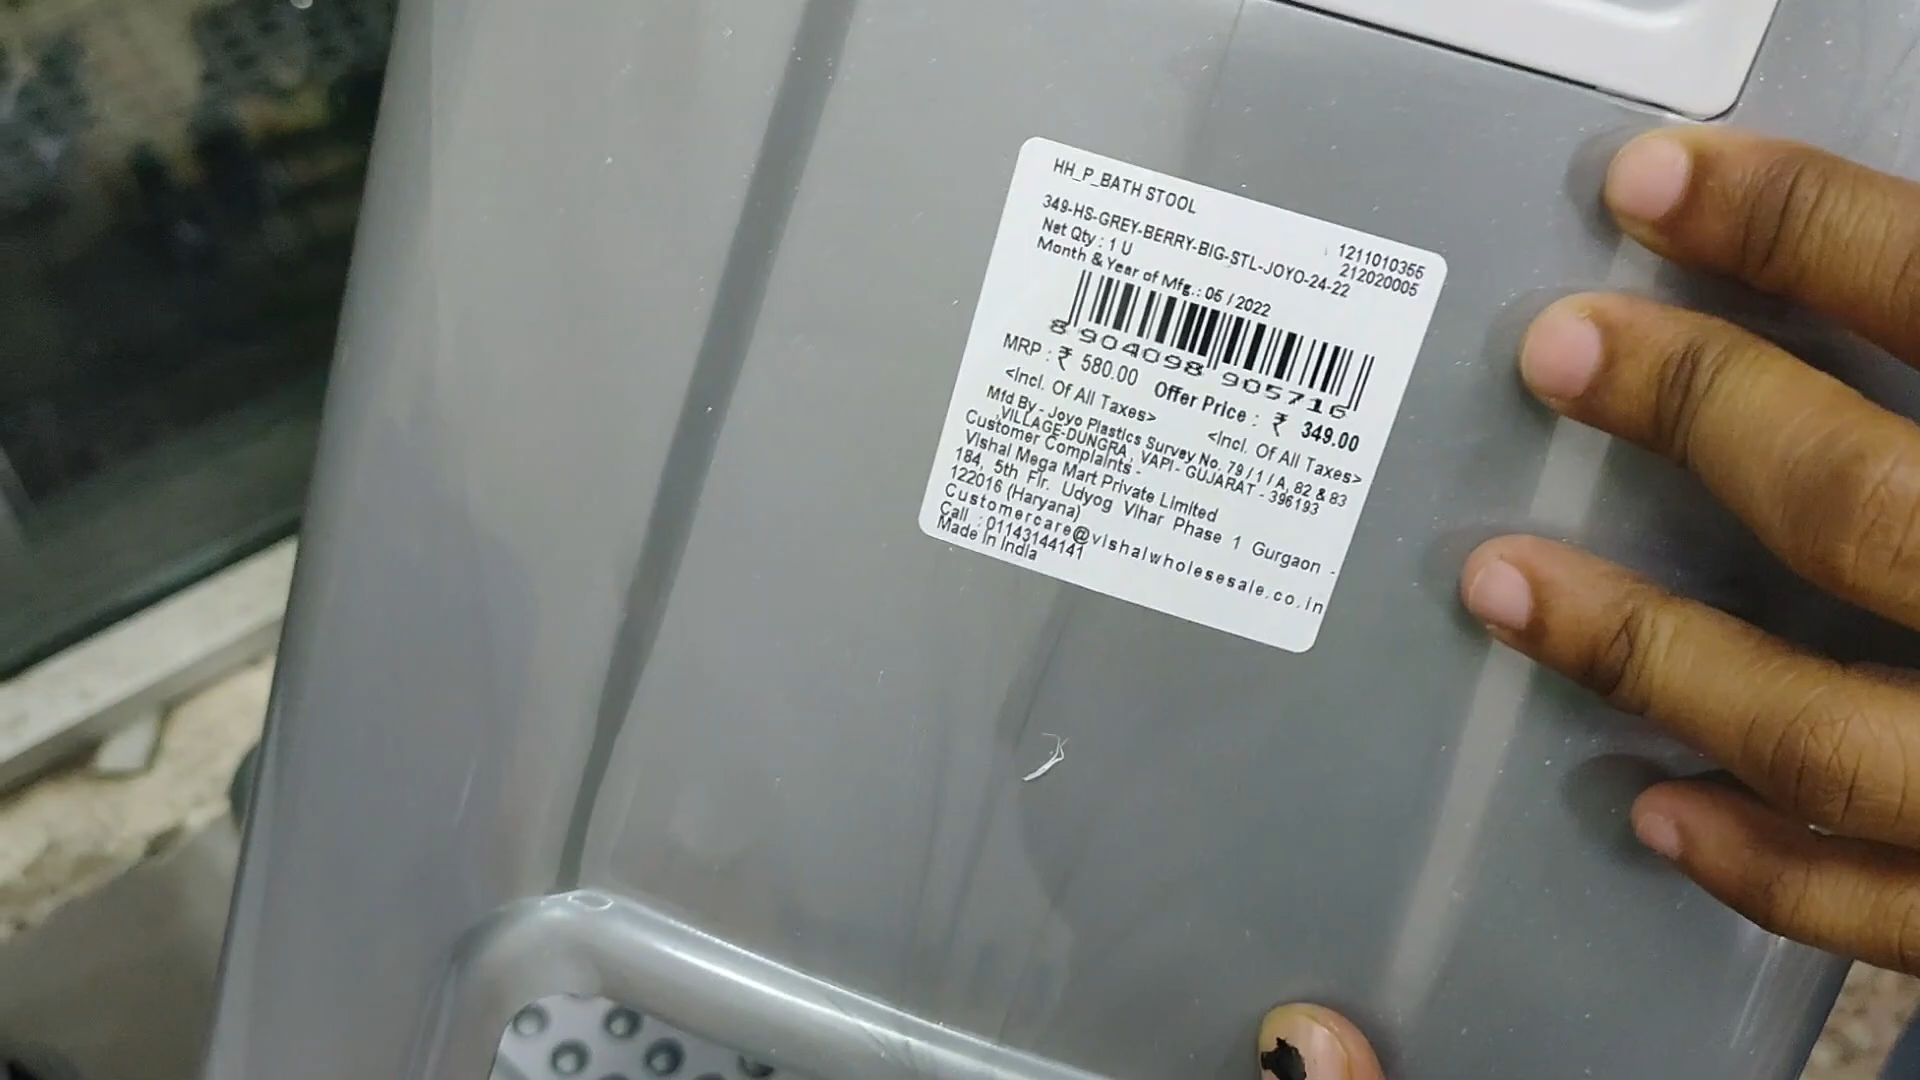 HH_P_BATH STOOL
1211010355
349-HS-GREY-BERRY-BIG-STL-JOYO-24-22
212020005
Net Qty : 1 U
Month & Year of Mfg.: 05 / 2022
8 904098 905716
MRP : ₹ 580.00 Offer Price : ₹ 349.00
<Incl. Of All Taxes> <Incl. Of All Taxes>
Mfd By - Joyo Plastics Survey No. 79 / 1 / A, 82 & 83
,VILLAGE-DUNGRA , VAPI - GUJARAT - 396193
Customer Complaints -
Vishal Mega Mart Private Limited
184, 5th Flr. Udyog Vihar Phase 1 Gurgaon -
122016 (Haryana)
Customercare@vishalwholesesale.co.in
Call : 01143144141
Made In India